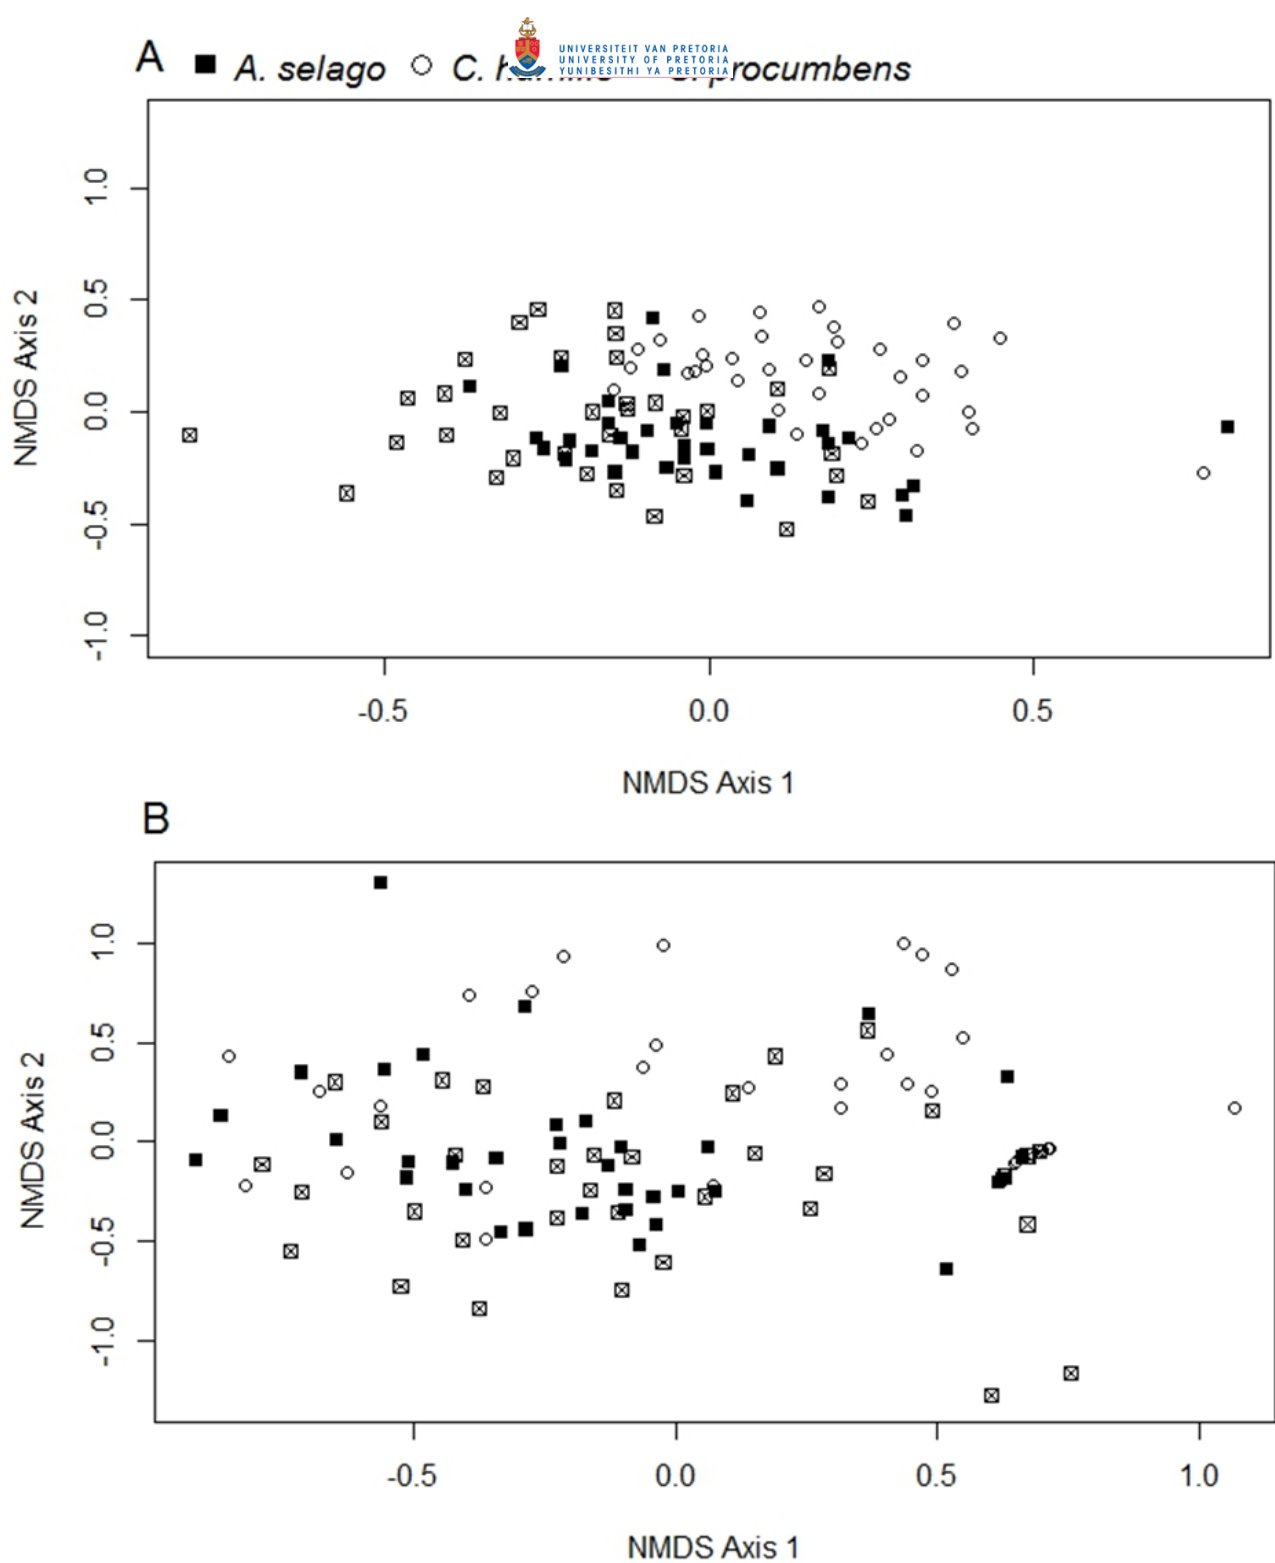 UNIVERSITEIT VAN PRETORIA
UNIVERSITY OF PRETORIA
YUNIBESITHI YA PRETORIA
A A. selago C. procumbens
NMDS Axis 2
1.0
0.5
0.0
-0.5
-1.0
-0.5 0.0 0.5
NMDS Axis 1
B
NMDS Axis 2
1.0
0.5
0.0
-0.5
-1.0
-0.5 0.0 0.5 1.0
NMDS Axis 1